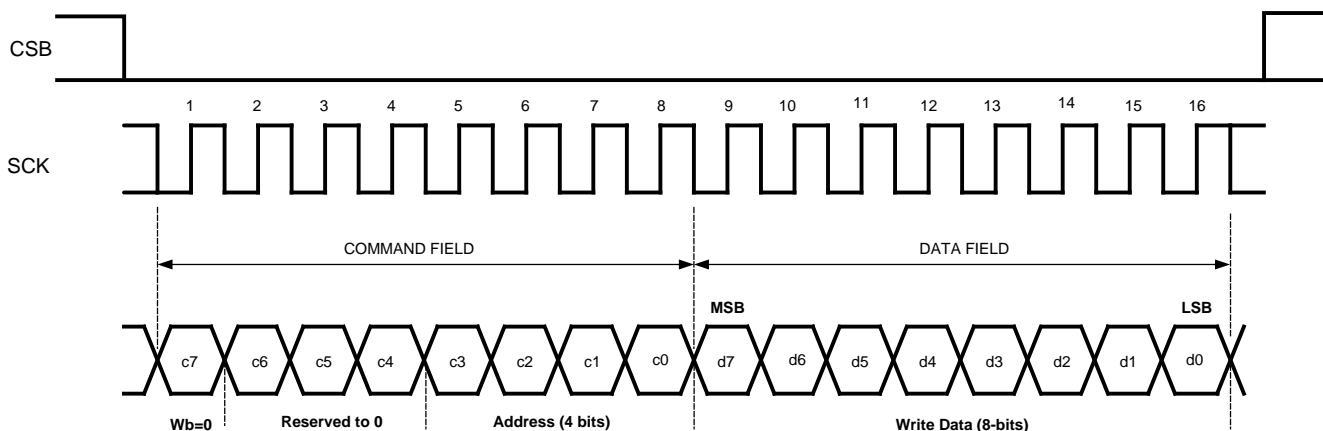 CSB
1 2 3 4 5 6 7 8 9 10 11 12 13 14 15 16
SCK
COMMAND FIELD DATA FIELD
MSB LSB
c7 c6 c5 c4 c3 c2 c1 c0 d7 d6 d5 d4 d3 d2 d1 d0
Wb=0 Reserved to 0 Address (4 bits) Write Data (8-bits)